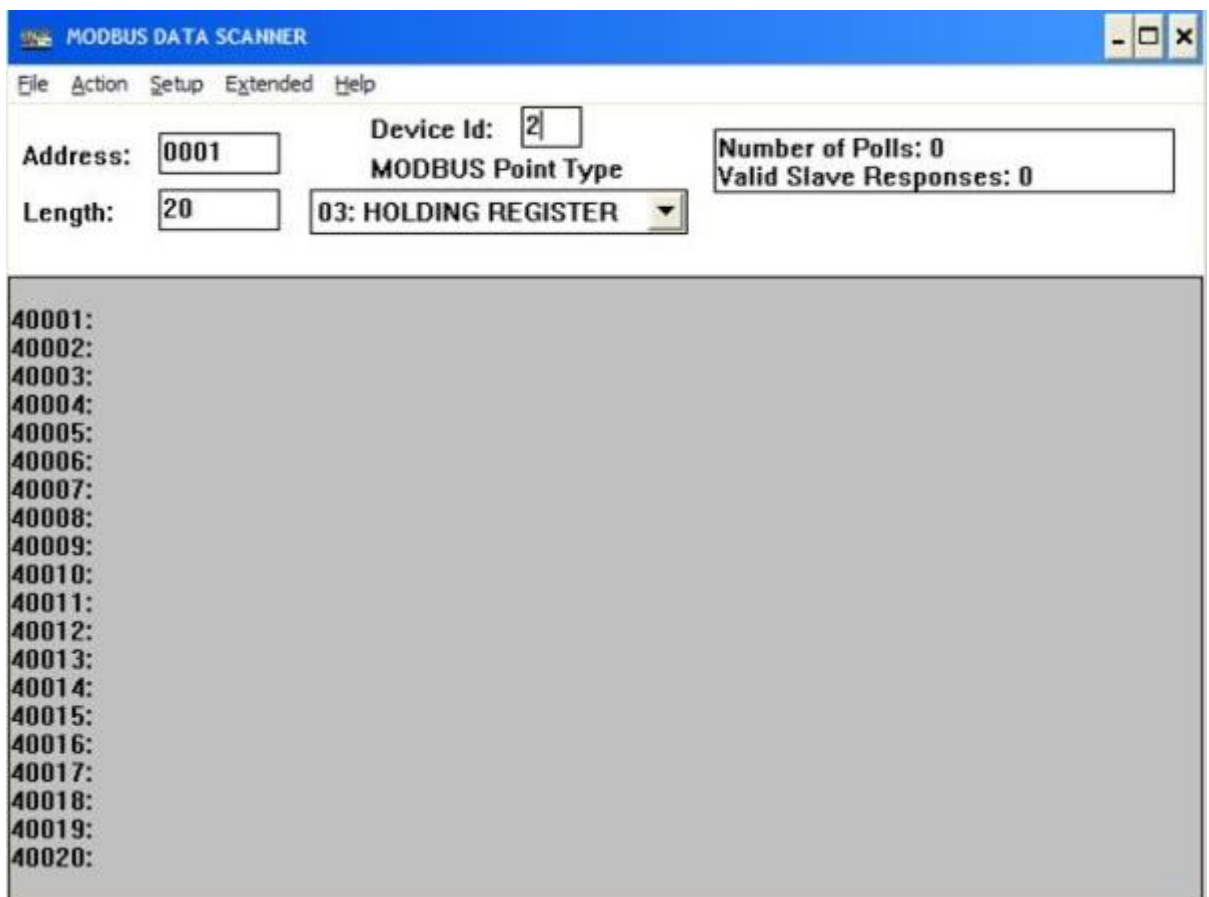 MODBUS DATA SCANNER
File Action Setup Extended Help
Device Id: 2
Address: 0001
MODBUS Point Type
Number of Polls: 0
Valid Slave Responses: 0
Length: 20
03: HOLDING REGISTER
40001:
40002:
40003:
40004:
40005:
40006:
40007:
40008:
40009:
40010:
40011:
40012:
40013:
40014:
40015:
40016:
40017:
40018:
40019:
40020: